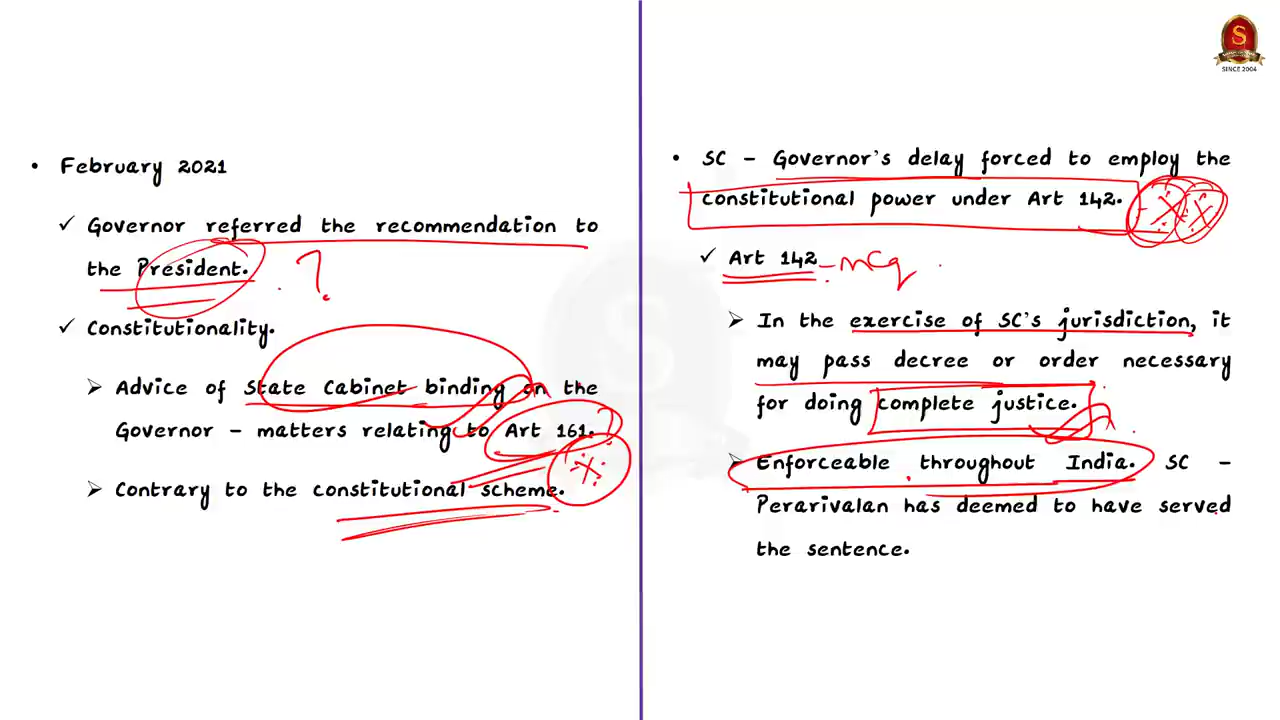 • February 2021
✓ Governor referred the recommendation to
the President.
?
✓ Constitutionality.
➢ Advice of State Cabinet binding on the
Governor – matters relating to Art 161.
?
➢ Contrary to the constitutional scheme.
S
SINCE 2004
• SC – Governor's delay forced to employ the
constitutional power under Art 142.
✓ Art 142 - mcq
➢ In the exercise of SC's jurisdiction, it
may pass decree or order necessary
for doing complete justice.
➢ Enforceable throughout India. SC –
Perarivalan has deemed to have served
the sentence.